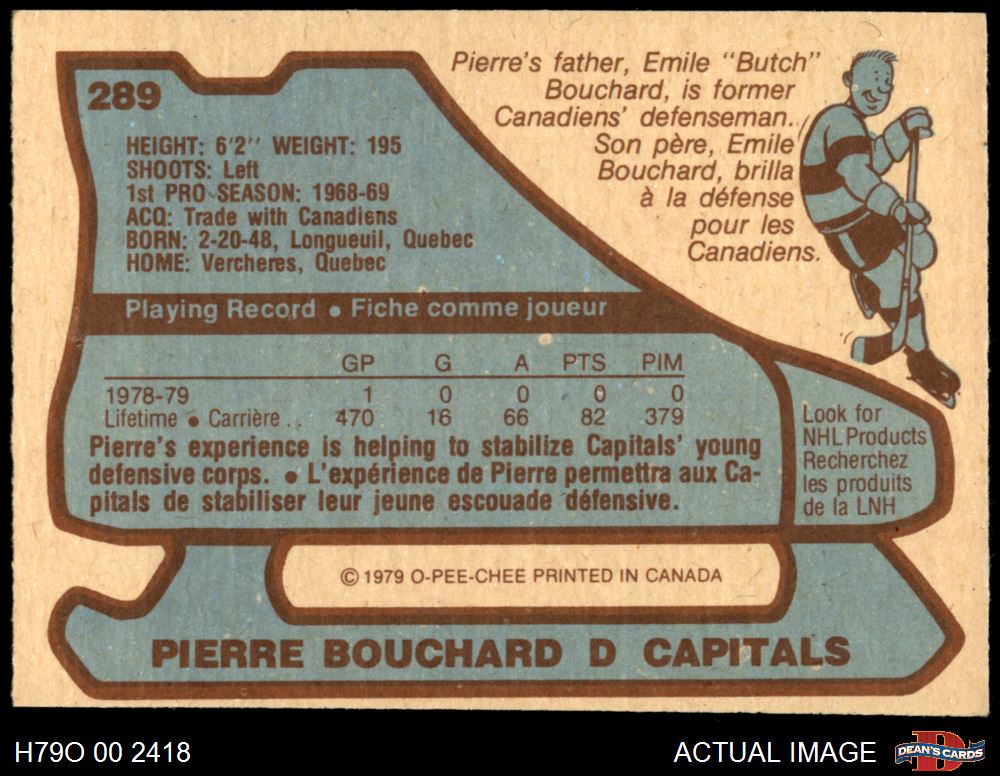 289
Pierre's father, Emile "Butch"
Bouchard, is former
Canadiens' defenseman.
Son père, Emile
Bouchard, brilla
à la défense
pour les
Canadiens.
HEIGHT: 6'2'' WEIGHT: 195
SHOOTS: Left
1st PRO SEASON: 1968-69
ACQ: Trade with Canadiens
BORN: 2-20-48, Longueuil, Quebec
HOME: Vercheres, Quebec
Playing Record • Fiche comme joueur
GP G A PTS PIM
1978-79 1 0 0 0 0
Lifetime • Carrière . . 470 16 66 82 379
Pierre's experience is helping to stabilize Capitals' young
defensive corps. • L'expérience de Pierre permettra aux Ca-
pitals de stabiliser leur jeune escouade défensive.
Look for
NHL Products
Recherchez
les produits
de la LNH
© 1979 O-PEE-CHEE PRINTED IN CANADA
PIERRE BOUCHARD D CAPITALS
H79O 00 2418
ACTUAL IMAGE
D
DEAN'S CARDS